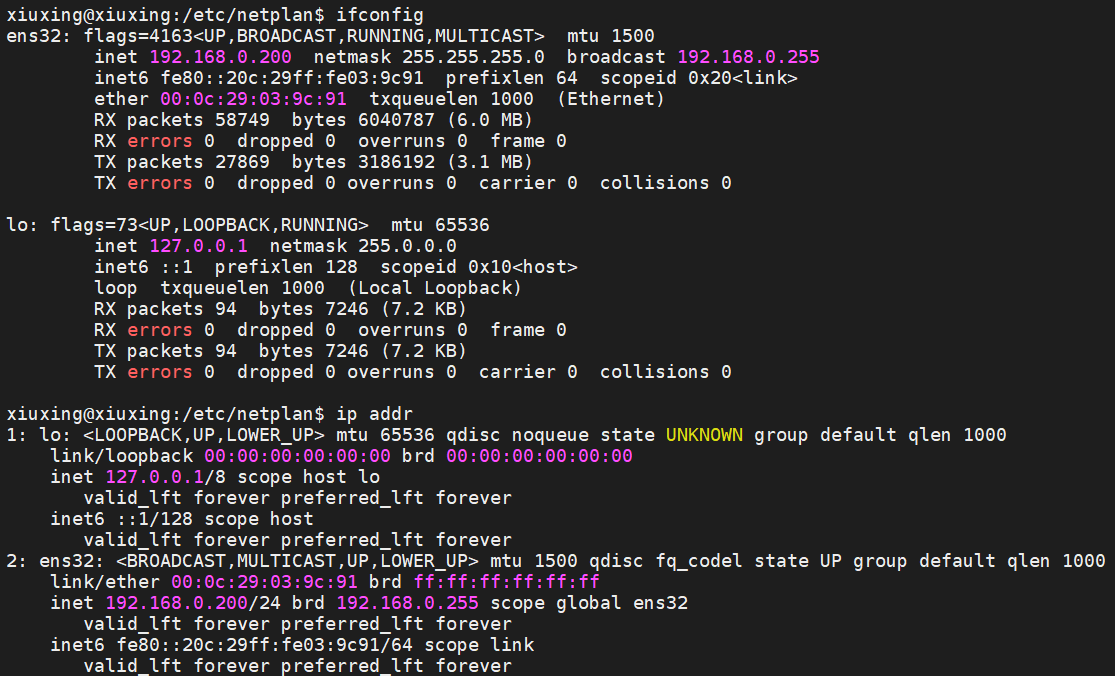 xiuxing@xiuxing:/etc/netplan$ ifconfig
ens32: flags=4163<UP,BROADCAST,RUNNING,MULTICAST>  mtu 1500
        inet 192.168.0.200  netmask 255.255.255.0  broadcast 192.168.0.255
        inet6 fe80::20c:29ff:fe03:9c91  prefixlen 64  scopeid 0x20<link>
        ether 00:0c:29:03:9c:91  txqueuelen 1000  (Ethernet)
        RX packets 58749  bytes 6040787 (6.0 MB)
        RX errors 0  dropped 0  overruns 0  frame 0
        TX packets 27869  bytes 3186192 (3.1 MB)
        TX errors 0  dropped 0 overruns 0  carrier 0  collisions 0

lo: flags=73<UP,LOOPBACK,RUNNING>  mtu 65536
        inet 127.0.0.1  netmask 255.0.0.0
        inet6 ::1  prefixlen 128  scopeid 0x10<host>
        loop  txqueuelen 1000  (Local Loopback)
        RX packets 94  bytes 7246 (7.2 KB)
        RX errors 0  dropped 0  overruns 0  frame 0
        TX packets 94  bytes 7246 (7.2 KB)
        TX errors 0  dropped 0 overruns 0  carrier 0  collisions 0

xiuxing@xiuxing:/etc/netplan$ ip addr
1: lo: <LOOPBACK,UP,LOWER_UP> mtu 65536 qdisc noqueue state UNKNOWN group default qlen 1000
    link/loopback 00:00:00:00:00:00 brd 00:00:00:00:00:00
    inet 127.0.0.1/8 scope host lo
       valid_lft forever preferred_lft forever
    inet6 ::1/128 scope host
       valid_lft forever preferred_lft forever
2: ens32: <BROADCAST,MULTICAST,UP,LOWER_UP> mtu 1500 qdisc fq_codel state UP group default qlen 1000
    link/ether 00:0c:29:03:9c:91 brd ff:ff:ff:ff:ff:ff
    inet 192.168.0.200/24 brd 192.168.0.255 scope global ens32
       valid_lft forever preferred_lft forever
    inet6 fe80::20c:29ff:fe03:9c91/64 scope link
       valid_lft forever preferred_lft forever